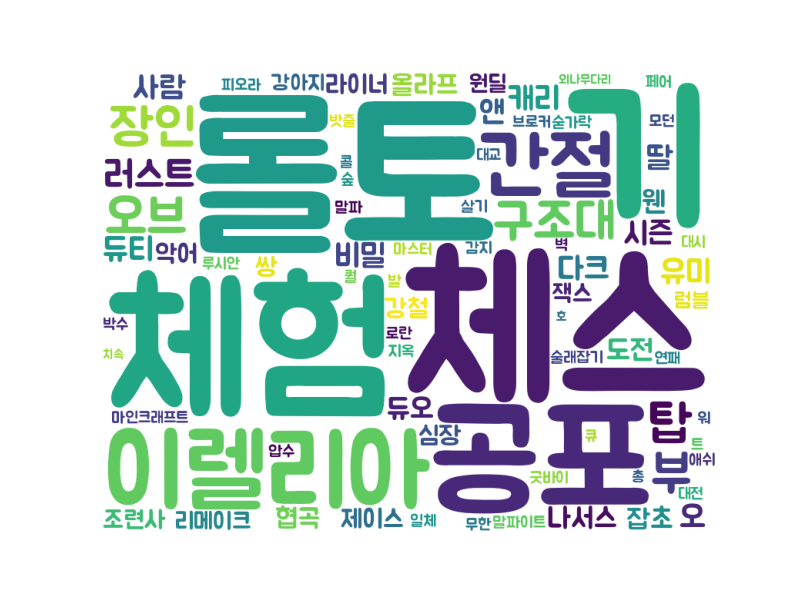 사람 피오라 강아지 라이너 올라프 원딜 캐리 외나무다리 페어
장인 롤 토 밧줄 앤 브로커 숟가락 기 모던
러스트 콜 숲 대교 간절 딸
오브 말파 살기 구조대 웬
듀티 악어 루시안 쌍 비밀 마스터 감지 벽 시즌 대시
체험 퀄 발 체스 다크 유미
박수 강철 잭스 럼블
로란 호
치속 지옥 술래잡기 도전 연패
마인크래프트 듀오 공포 탑 워
이렐리아 압수 심장 큐 트
굿바이 총 부 애쉬 대전
조련사 리메이크 협곡 제이스 일체 무한 말파이트 나서스 잡초 오